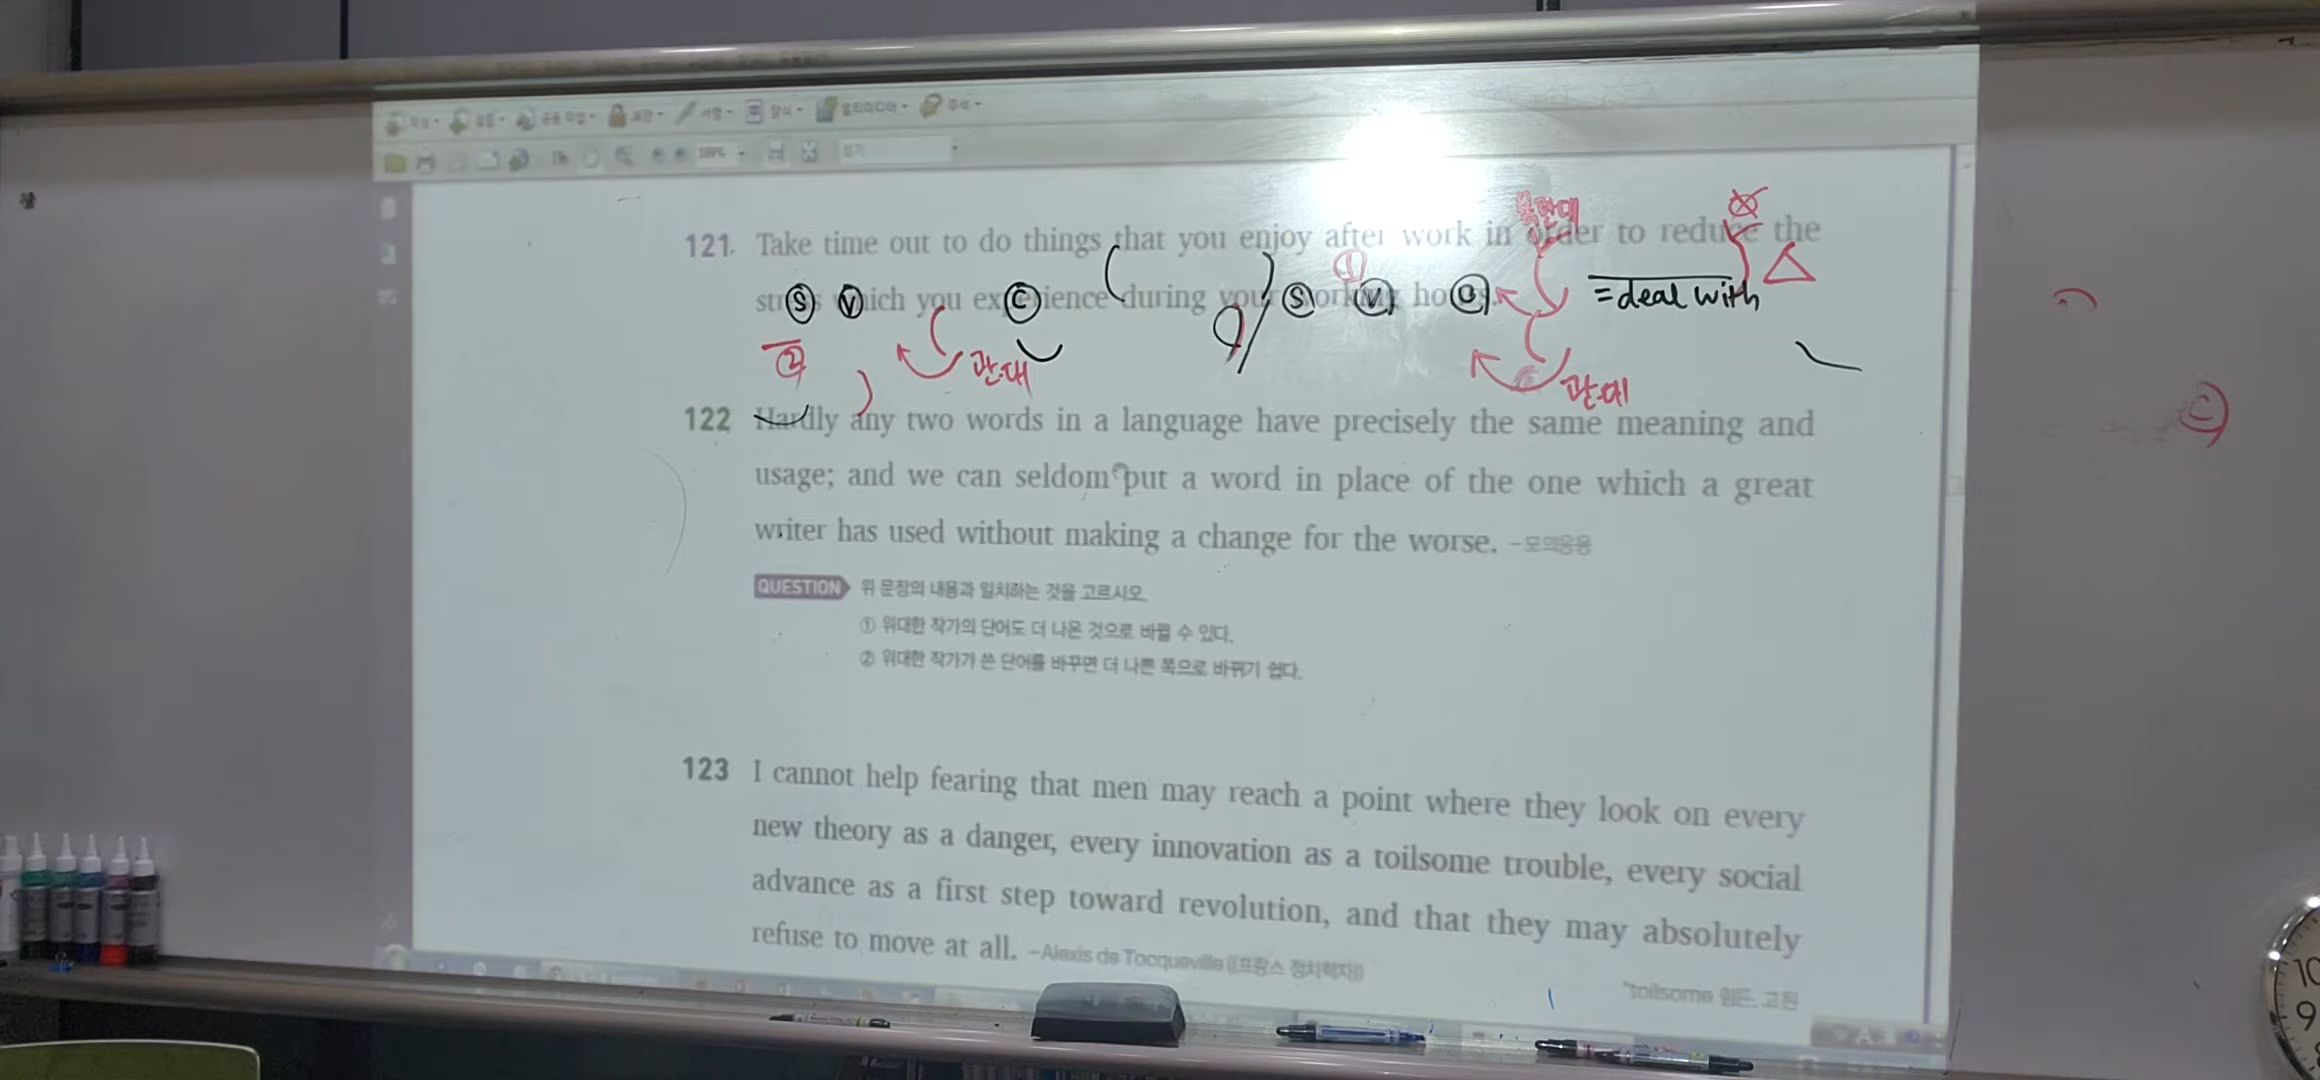 121. Take time out to do things that you enjoy after work in order to reduce the
which you experience during your working
S V C S V O = deal with
② 관·대 관·대
122 Hardly any two words in a language have precisely the same meaning and
usage; and we can seldom put a word in place of the one which a great
writer has used without making a change for the worse. –모의응용
QUESTION 위 문장의 내용과 일치하는 것을 고르시오.
① 위대한 작가의 단어도 더 나은 것으로 바뀔 수 있다.
② 위대한 작가가 쓴 단어를 바꾸면 더 나쁜 쪽으로 바뀌기 쉽다.
123 I cannot help fearing that men may reach a point where they look on every
new theory as a danger, every innovation as a toilsome trouble, every social
advance as a first step toward revolution, and that they may absolutely
refuse to move at all. –Alexis de Tocqueville ((프랑스 정치학자))
*toilsome 힘든, 고된
10
9